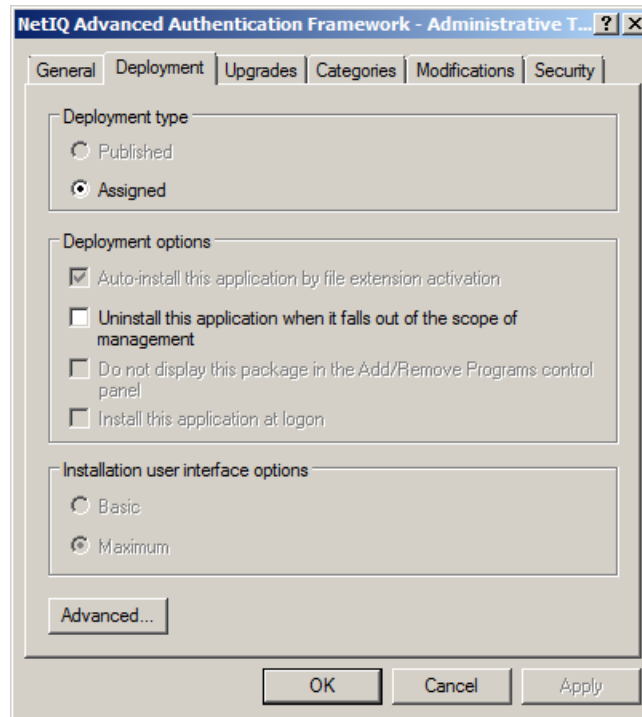 NetIQ Advanced Authentication Framework - Administrative T...
General Deployment Upgrades Categories Modifications Security
Deployment type
Published
Assigned
Deployment options
Auto-install this application by file extension activation
Uninstall this application when it falls out of the scope of
management
Do not display this package in the Add/Remove Programs control
panel
Install this application at logon
Installation user interface options
Basic
Maximum
Advanced...
OK Cancel Apply